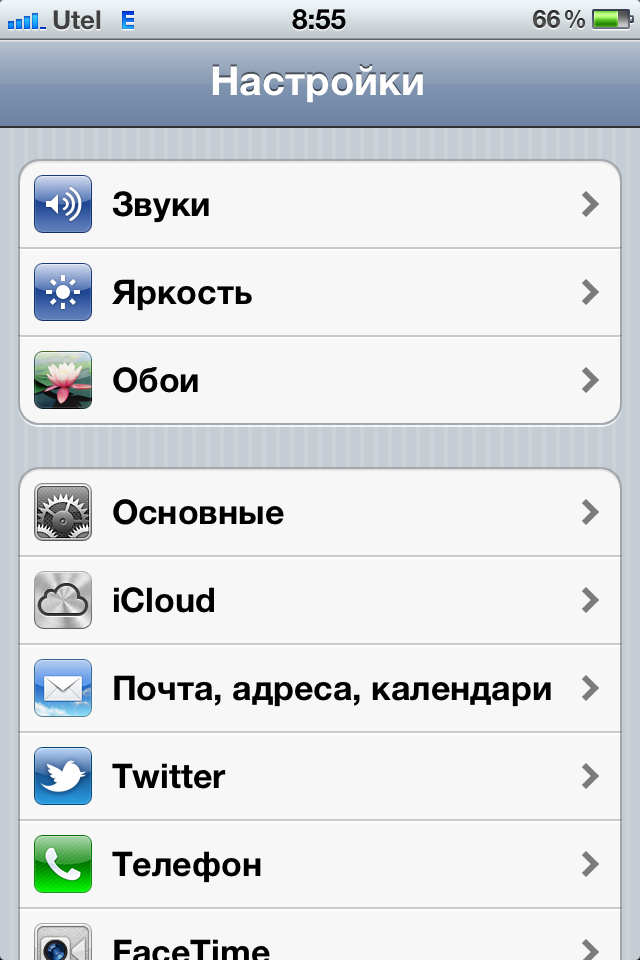 Utel E 8:55 66 %
Настройки
Звуки
Яркость
Обои
Основные
iCloud
Почта, адреса, календари
Twitter
Телефон
FaceTime